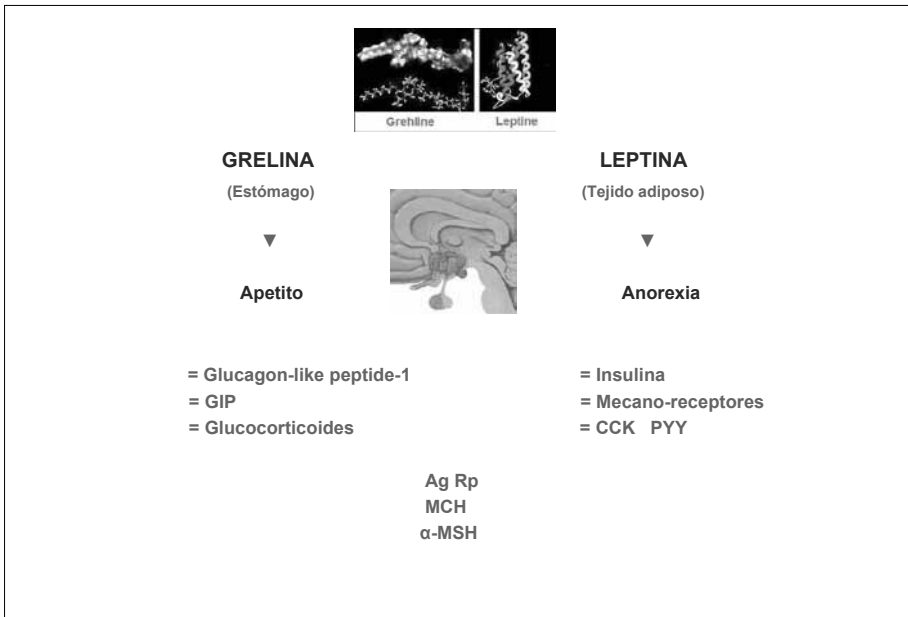 Grehline Leptine
GRELINA
(Estómago)
▼
Apetito
LEPTINA
(Tejido adiposo)
▼
Anorexia
= Glucagon-like peptide-1
= GIP
= Glucocorticoides
= Insulina
= Mecano-receptores
= CCK PYY
Ag Rp
MCH
α-MSH